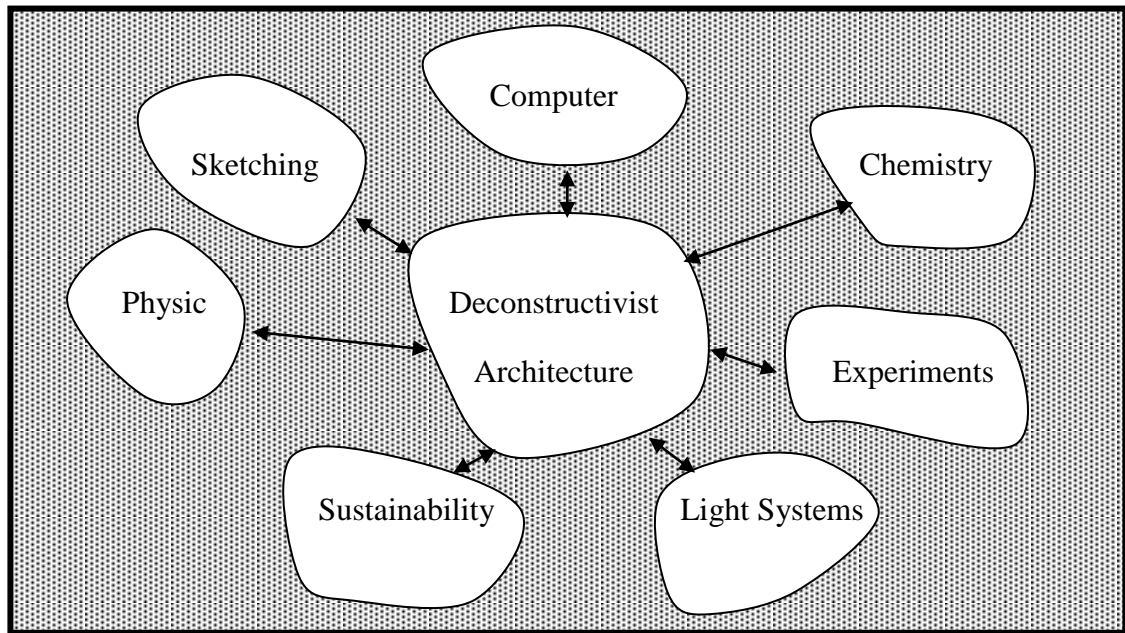 Computer
Sketching
Chemistry
Physic
Deconstructivist
Architecture
Experiments
Sustainability
Light Systems